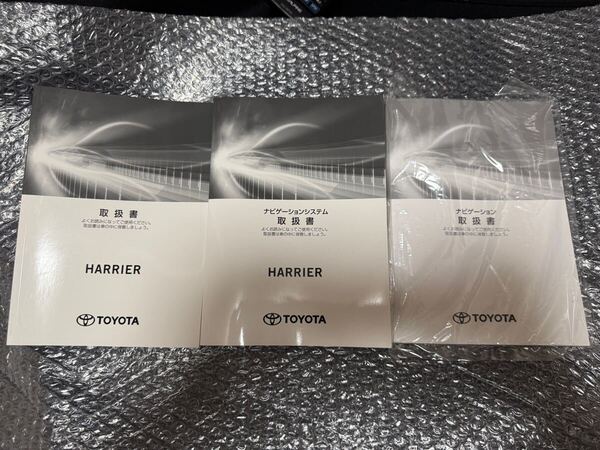 取扱書
よくお読みになってご使用ください。
取扱書は車の中に保管しましょう。
HARRIER
TOYOTA
ナビゲーションシステム
取扱書
よくお読みになってご使用ください。
取扱書は車の中に保管しましょう。
HARRIER
TOYOTA
ナビゲーション
取扱書
よくお読みになってご使用ください。
取扱書は車の中に保管しましょう。
TOYOTA